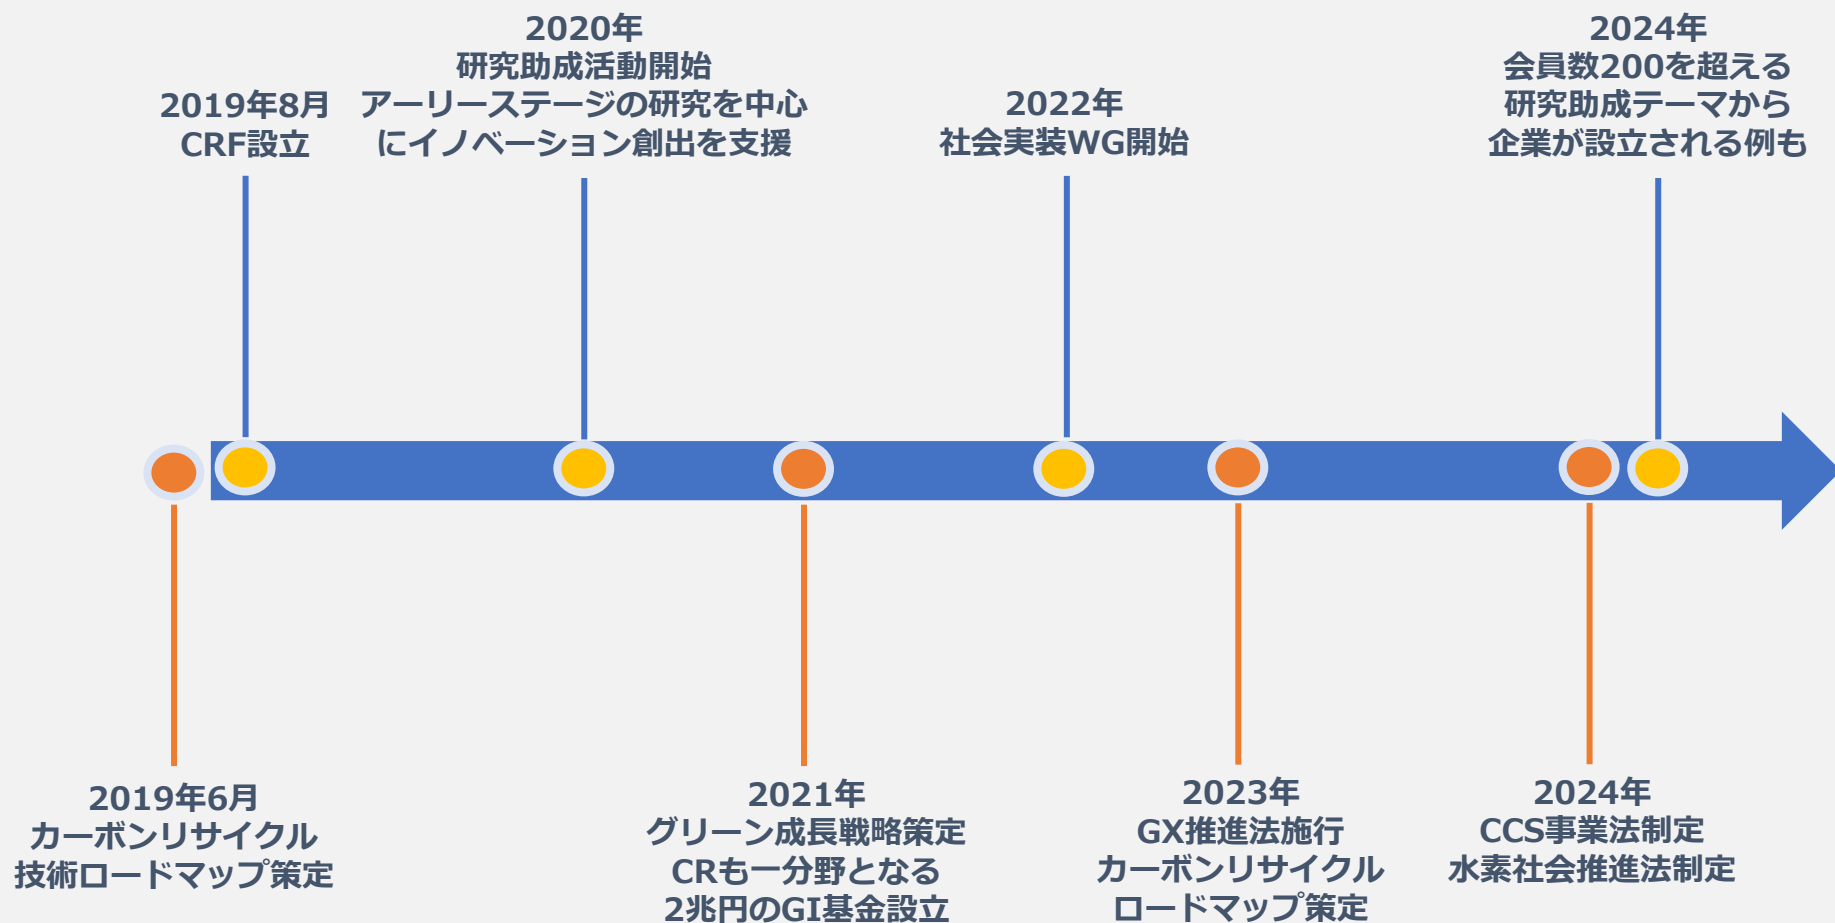 2019年8月
CRF設立
2020年
研究助成活動開始
アーリーステージの研究を中心
にイノベーション創出を支援
2022年
社会実装WG開始
2024年
会員数200を超える
研究助成テーマから
企業が設立される例も
2019年6月
カーボンリサイクル
技術ロードマップ策定
2021年
グリーン成長戦略策定
CRも一分野となる
2兆円のGI基金設立
2023年
GX推進法施行
カーボンリサイクル
ロードマップ策定
2024年
CCS事業法制定
水素社会推進法制定